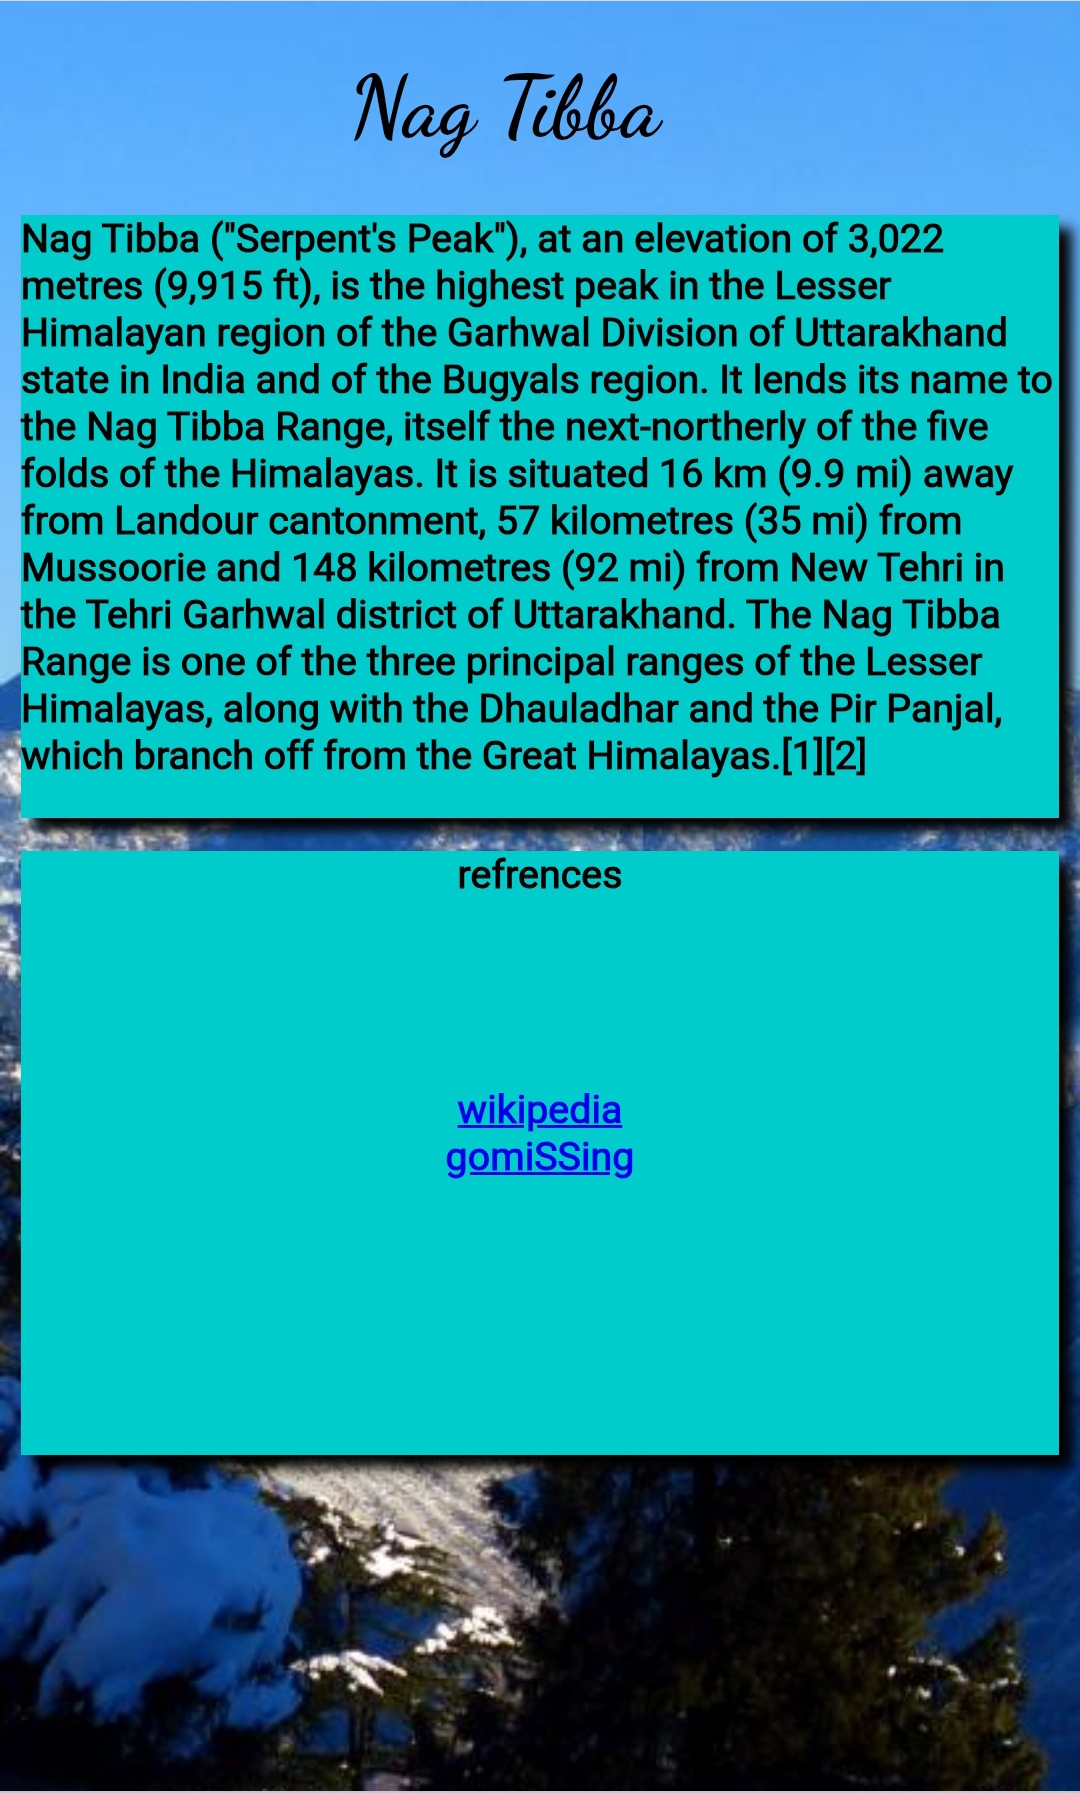 Nag Tibba
Nag Tibba ("Serpent's Peak"), at an elevation of 3,022
metres (9,915 ft), is the highest peak in the Lesser
Himalayan region of the Garhwal Division of Uttarakhand
state in India and of the Bugyals region. It lends its name to
the Nag Tibba Range, itself the next-northerly of the five
folds of the Himalayas. It is situated 16 km (9.9 mi) away
from Landour cantonment, 57 kilometres (35 mi) from
Mussoorie and 148 kilometres (92 mi) from New Tehri in
the Tehri Garhwal district of Uttarakhand. The Nag Tibba
Range is one of the three principal ranges of the Lesser
Himalayas, along with the Dhauladhar and the Pir Panjal,
which branch off from the Great Himalayas.[1][2]
refrences
wikipedia
gomiSSing